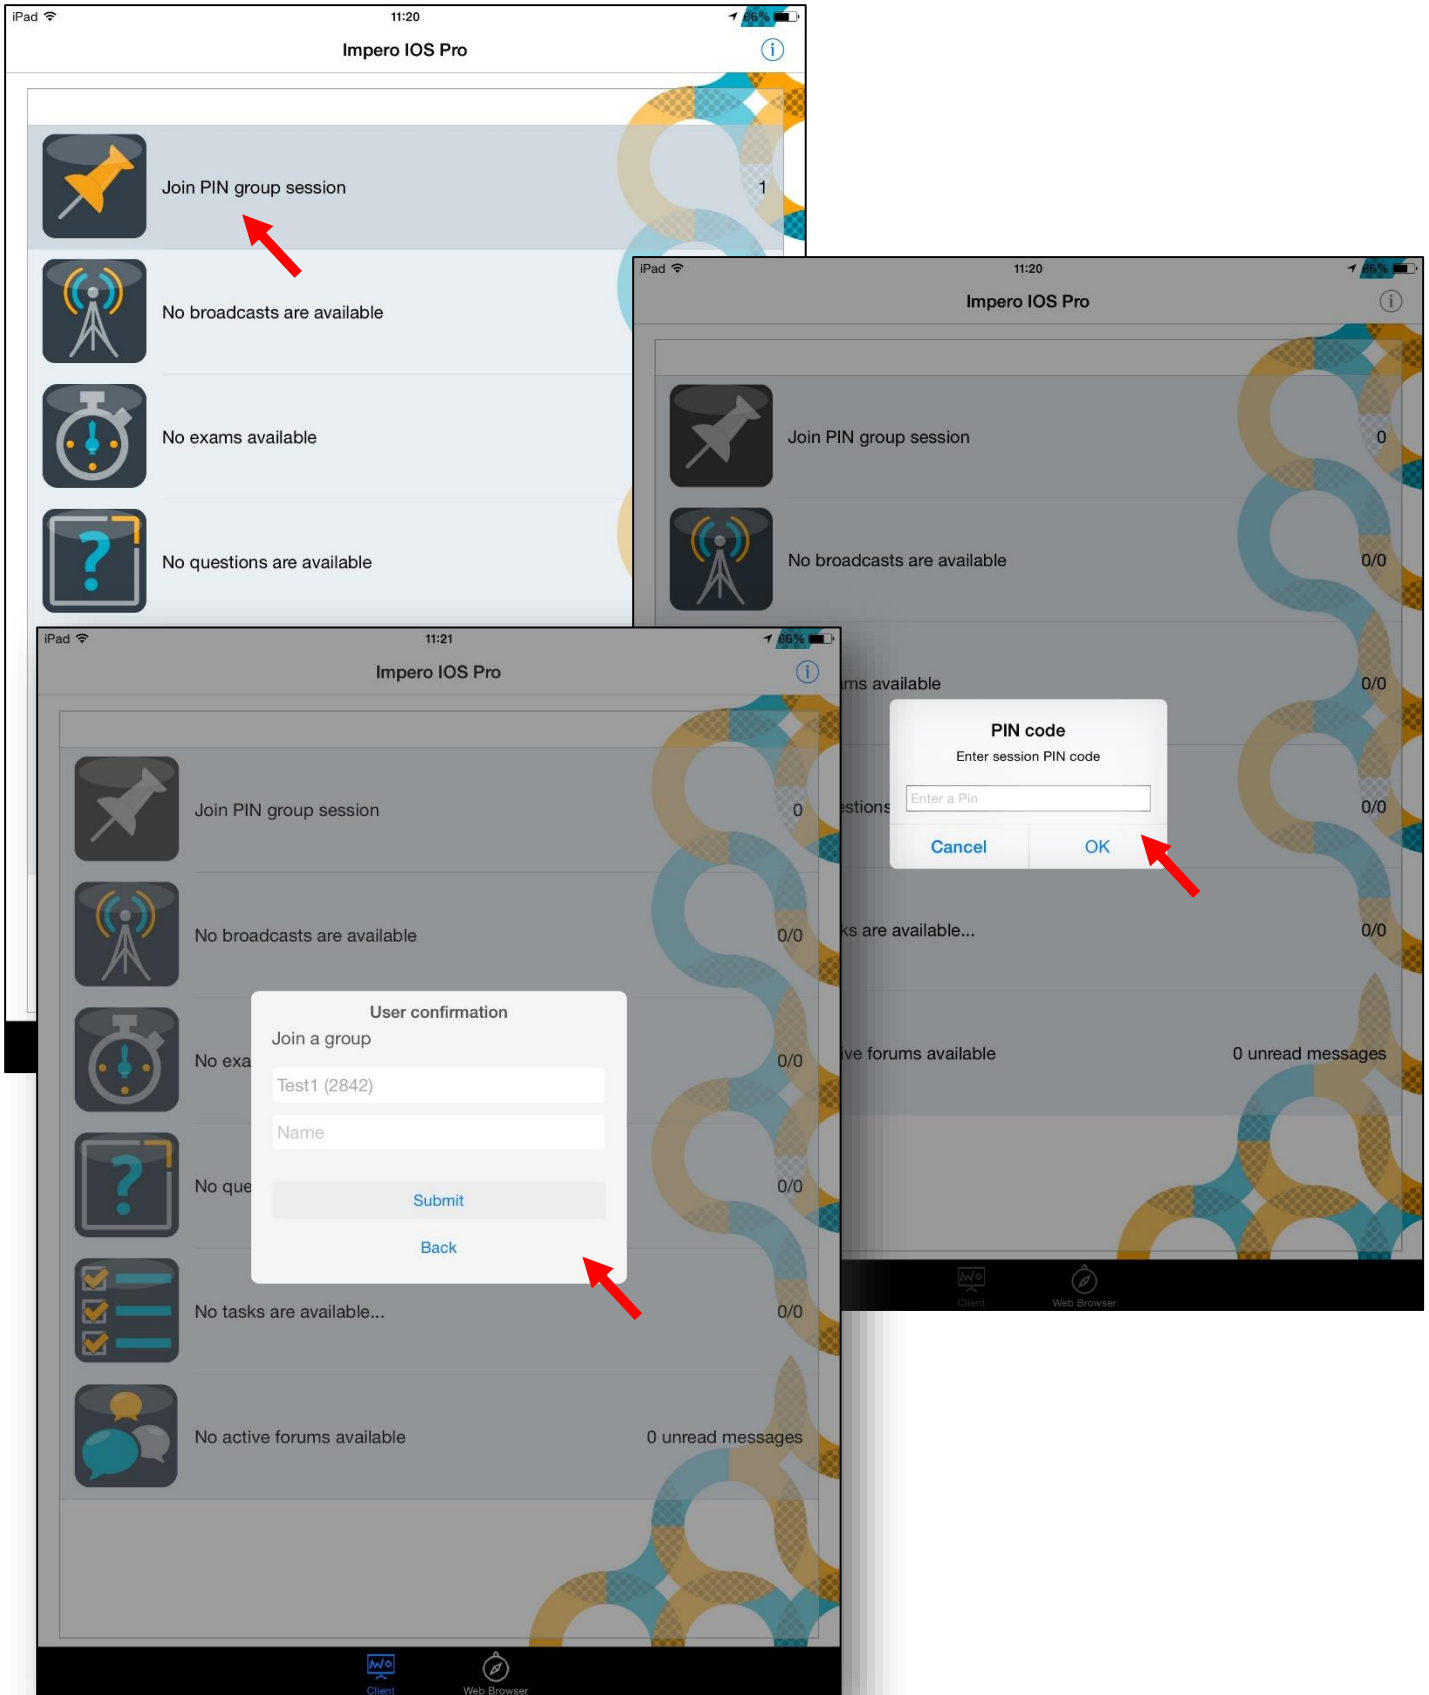 iPad 11:20 66%
Impero IOS Pro
Join PIN group session 1
No broadcasts are available
No exams available
No questions are available
iPad 11:20 66%
Impero IOS Pro
Join PIN group session 0
No broadcasts are available 0/0
ams available 0/0
PIN code
Enter session PIN code
Enter a Pin
estions 0/0
Cancel OK
ks are available... 0/0
ive forums available 0 unread messages
Client Web Browser
iPad 11:21 66%
Impero IOS Pro
Join PIN group session 0
No broadcasts are available 0/0
User confirmation
Join a group
No exa 0/0
Test1 (2842)
Name
No que 0/0
Submit
Back
No tasks are available... 0/0
No active forums available 0 unread messages
Client Web Browser